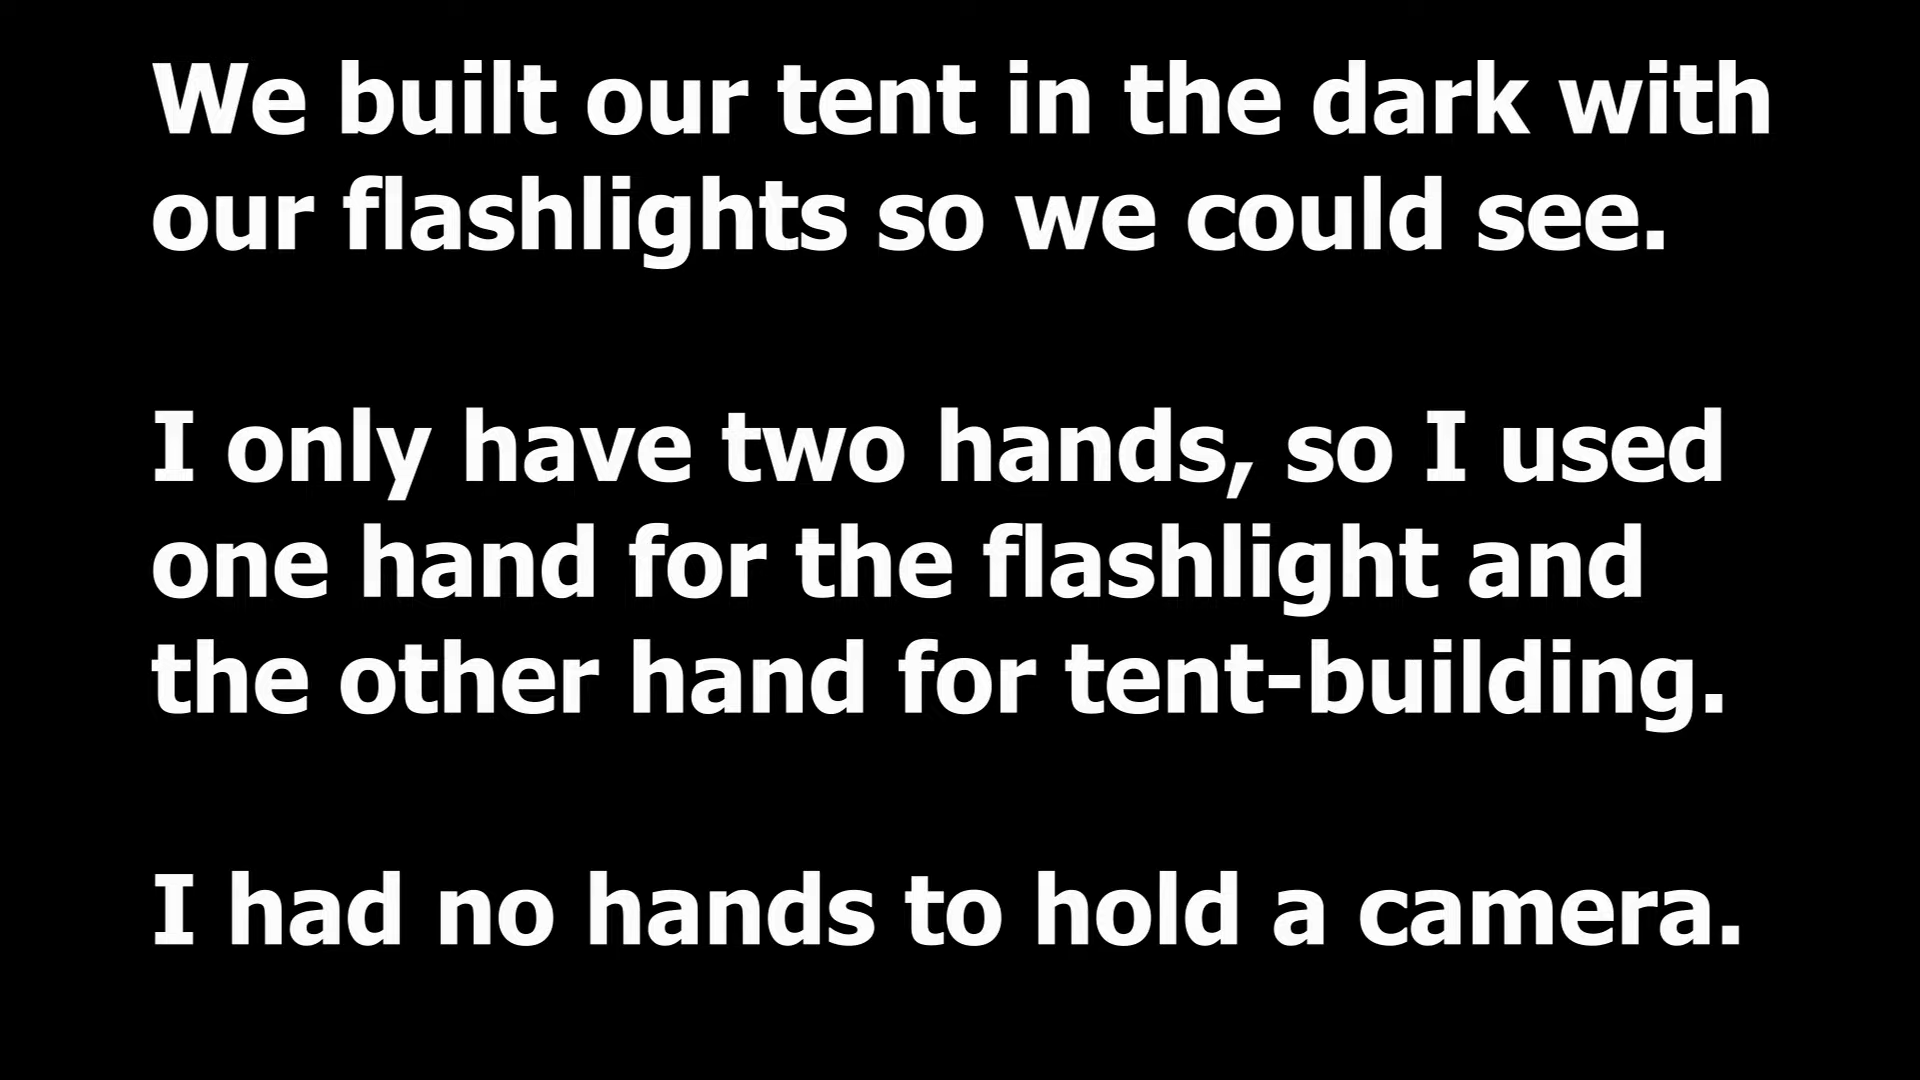 We built our tent in the dark with
our flashlights so we could see.
I only have two hands, so I used
one hand for the flashlight and
the other hand for tent-building.
I had no hands to hold a camera.